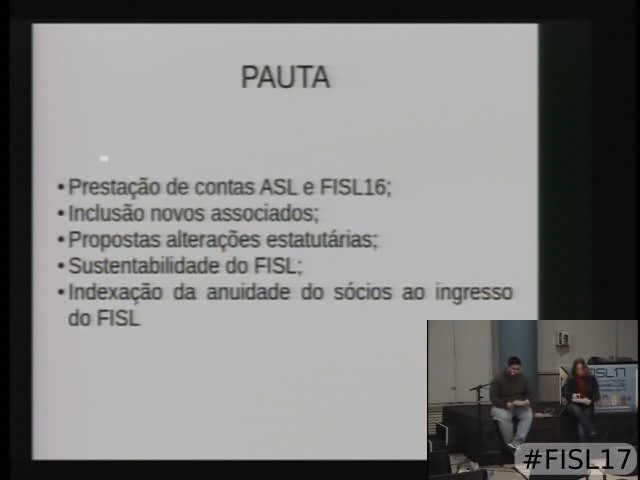 PAUTA
•Prestação de contas ASL e FISL16;
•Inclusão novos associados;
•Propostas alterações estatutárias;
•Sustentabilidade do FISL;
•Indexação da anuidade do sócios ao ingresso
do FISL
FISL17
#FISL17